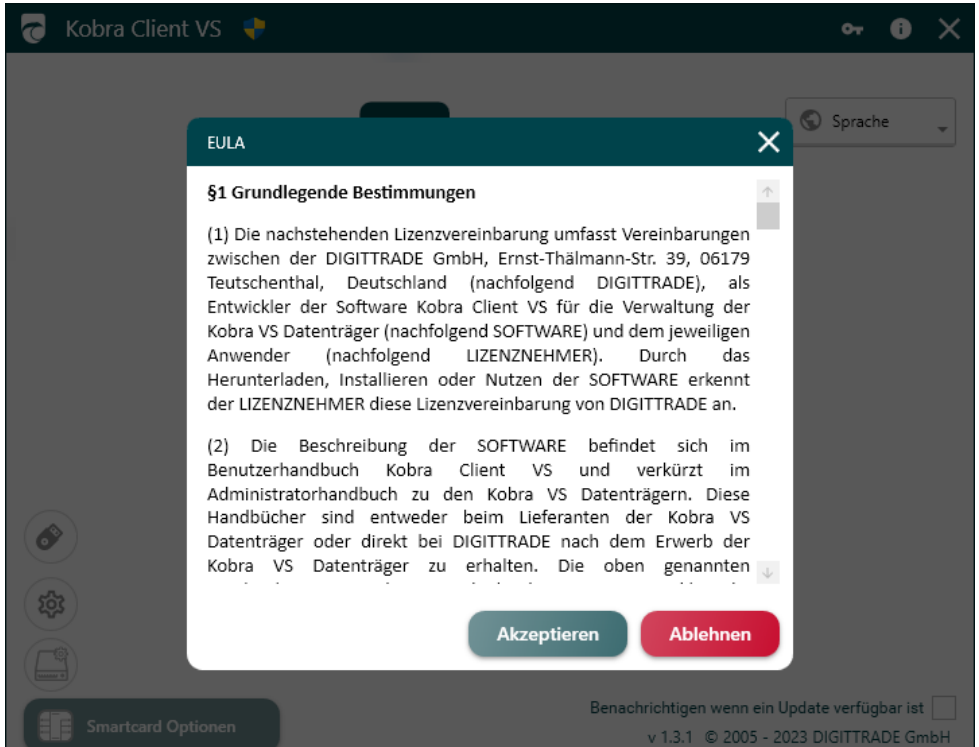 Kobra Client VS
Sprache
EULA
§1 Grundlegende Bestimmungen
(1) Die nachstehenden Lizenzvereinbarung umfasst Vereinbarungen
zwischen der DIGITTRADE GmbH, Ernst-Thälmann-Str. 39, 06179
Teutschenthal, Deutschland (nachfolgend DIGITTRADE), als
Entwickler der Software Kobra Client VS für die Verwaltung der
Kobra VS Datenträger (nachfolgend SOFTWARE) und dem jeweiligen
Anwender (nachfolgend LIZENZNEHMER). Durch das
Herunterladen, Installieren oder Nutzen der SOFTWARE erkennt
der LIZENZNEHMER diese Lizenzvereinbarung von DIGITTRADE an.
(2) Die Beschreibung der SOFTWARE befindet sich im
Benutzerhandbuch Kobra Client VS und verkürzt im
Administratorhandbuch zu den Kobra VS Datenträgern. Diese
Handbücher sind entweder beim Lieferanten der Kobra VS
Datenträger oder direkt bei DIGITTRADE nach dem Erwerb der
Kobra VS Datenträger zu erhalten. Die oben genannten
Akzeptieren
Ablehnen
Smartcard Optionen
Benachrichtigen wenn ein Update verfügbar ist
v 1.3.1 © 2005 - 2023 DIGITTRADE GmbH